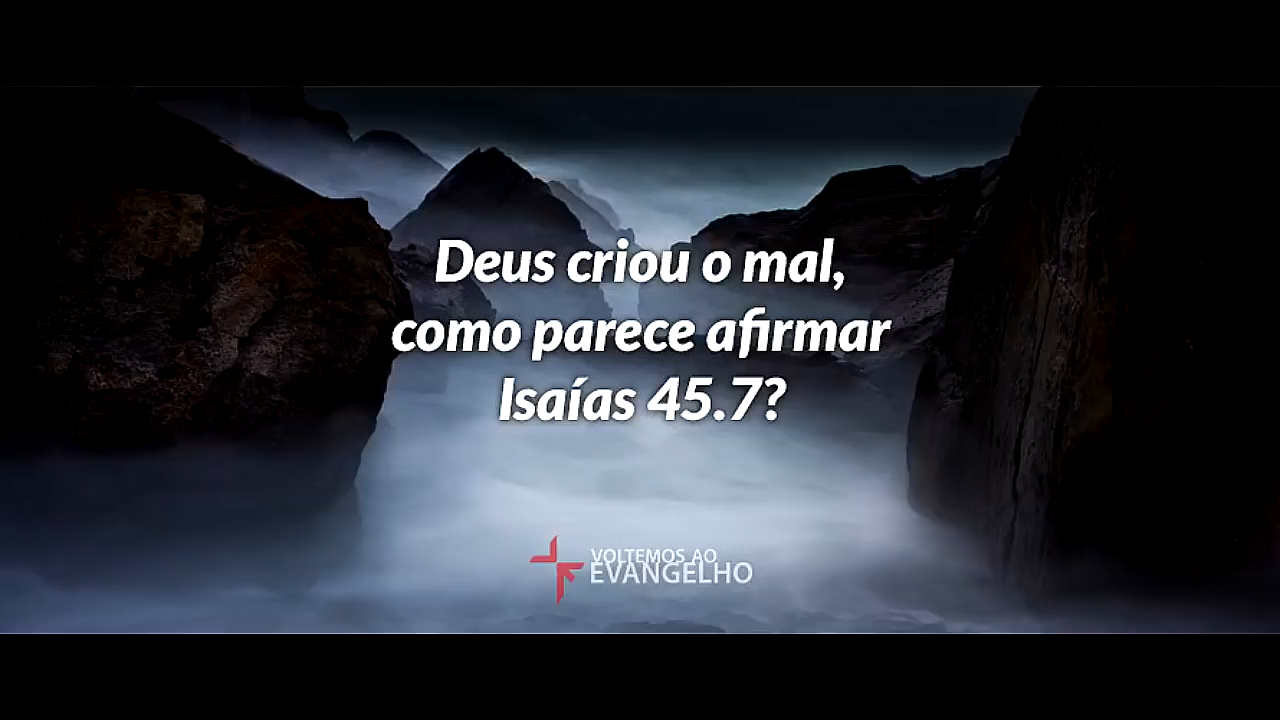 Deus criou o mal,
como parece afirmar
Isaías 45.7?
VOLTEMOS AO
EVANGELHO